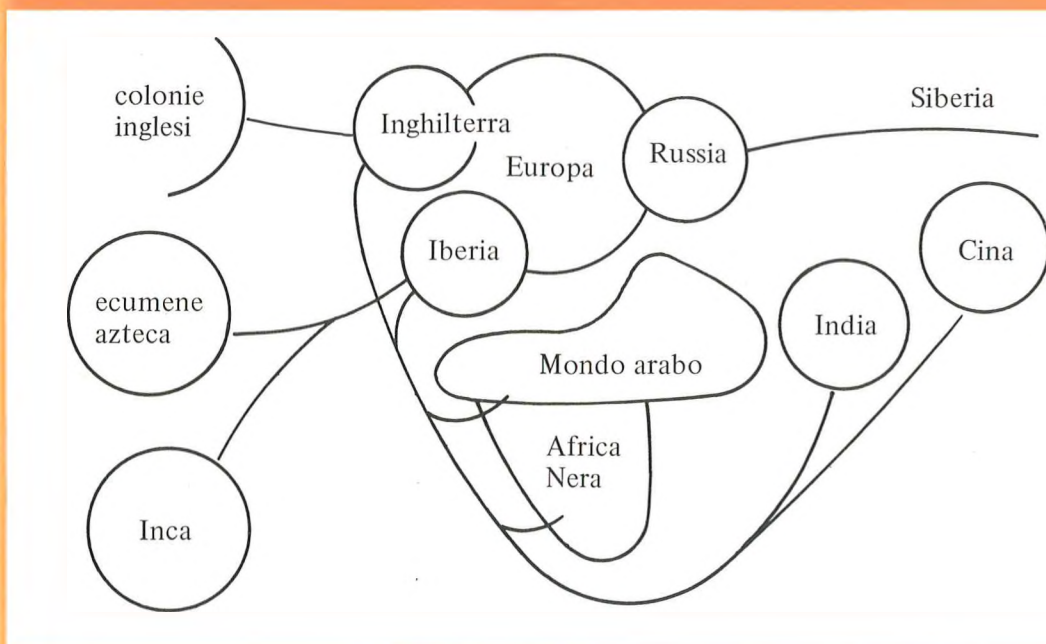 colonie
inglesi
Inghilterra
Europa
Russia
Siberia
Iberia
Cina
ecumene
azteca
India
Mondo arabo
Africa
Nera
Inca